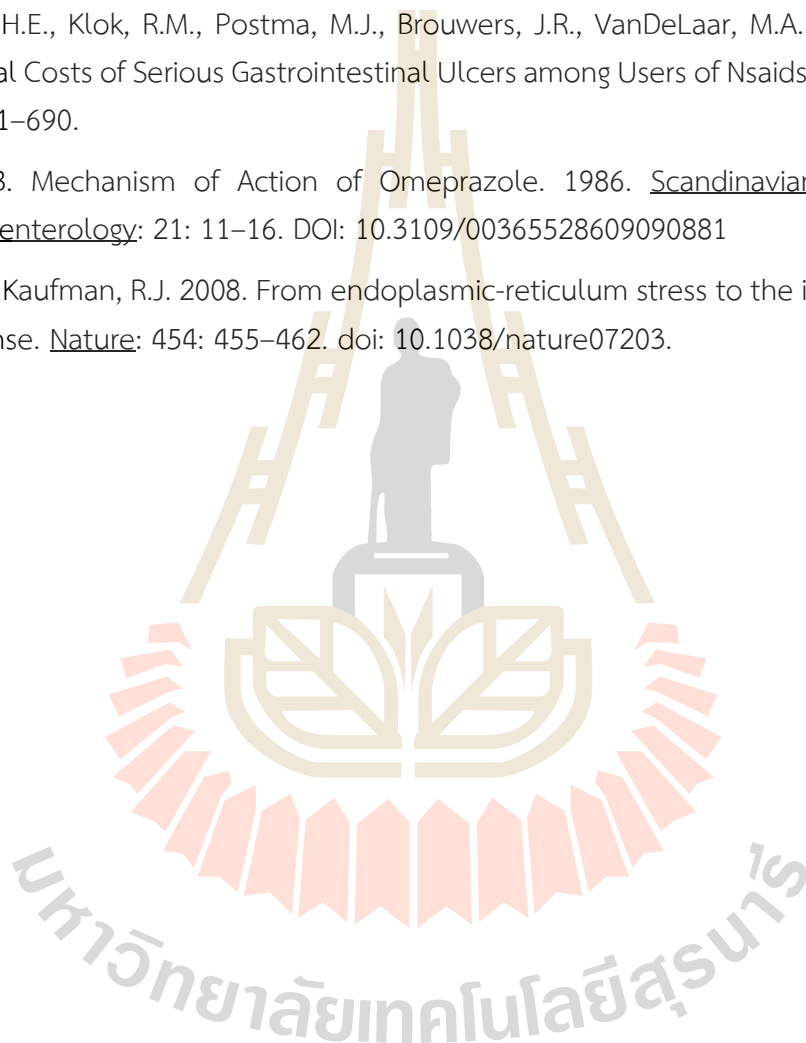 H.E., Klok, R.M., Postma, M.J., Brouwers, J.R., VanDeLaar, M.A.
al Costs of Serious Gastrointestinal Ulcers among Users of Nsaids
1–690.
3. Mechanism of Action of Omeprazole. 1986. Scandinavian
enterology: 21: 11–16. DOI: 10.3109/00365528609090881
Kaufman, R.J. 2008. From endoplasmic-reticulum stress to the i
nse. Nature: 454: 455–462. doi: 10.1038/nature07203.
มหาวิทยาลัยเทคโนโลยีสุรนารี